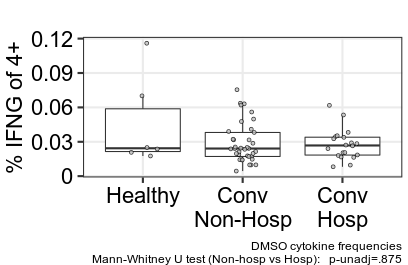 % IFNG of 4+
0.12
0.09
0.06
0.03
0
Healthy
Conv
Non-Hosp
Conv
Hosp
DMSO cytokine frequencies
Mann-Whitney U test (Non-hosp vs Hosp): p-unadj=.875